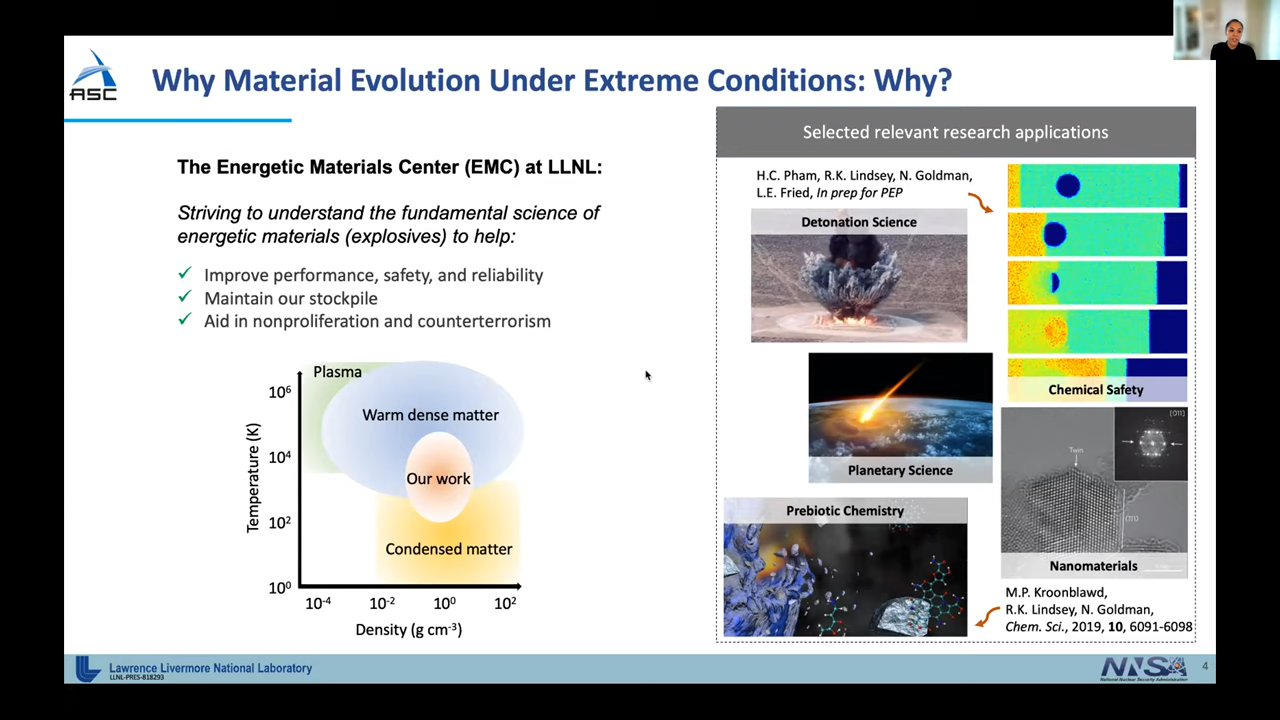 ASC
Why Material Evolution Under Extreme Conditions: Why?
The Energetic Materials Center (EMC) at LLNL:
Striving to understand the fundamental science of
energetic materials (explosives) to help:
✓ Improve performance, safety, and reliability
✓ Maintain our stockpile
✓ Aid in nonproliferation and counterterrorism
Plasma
Warm dense matter
Our work
Condensed matter
Temperature (K)
10⁶
10⁴
10²
10⁰
10⁻⁴
10⁻²
10⁰
10²
Density (g cm⁻³)
Selected relevant research applications
H.C. Pham, R.K. Lindsey, N. Goldman,
L.E. Fried, In prep for PEP
Detonation Science
Chemical Safety
Planetary Science
Prebiotic Chemistry
Twin
Nanomaterials
M.P. Kroonblawd,
R.K. Lindsey, N. Goldman,
Chem. Sci., 2019, 10, 6091-6098
Lawrence Livermore National Laboratory
LLNL-PRES-818293
NNSA
National Nuclear Security Administration
4